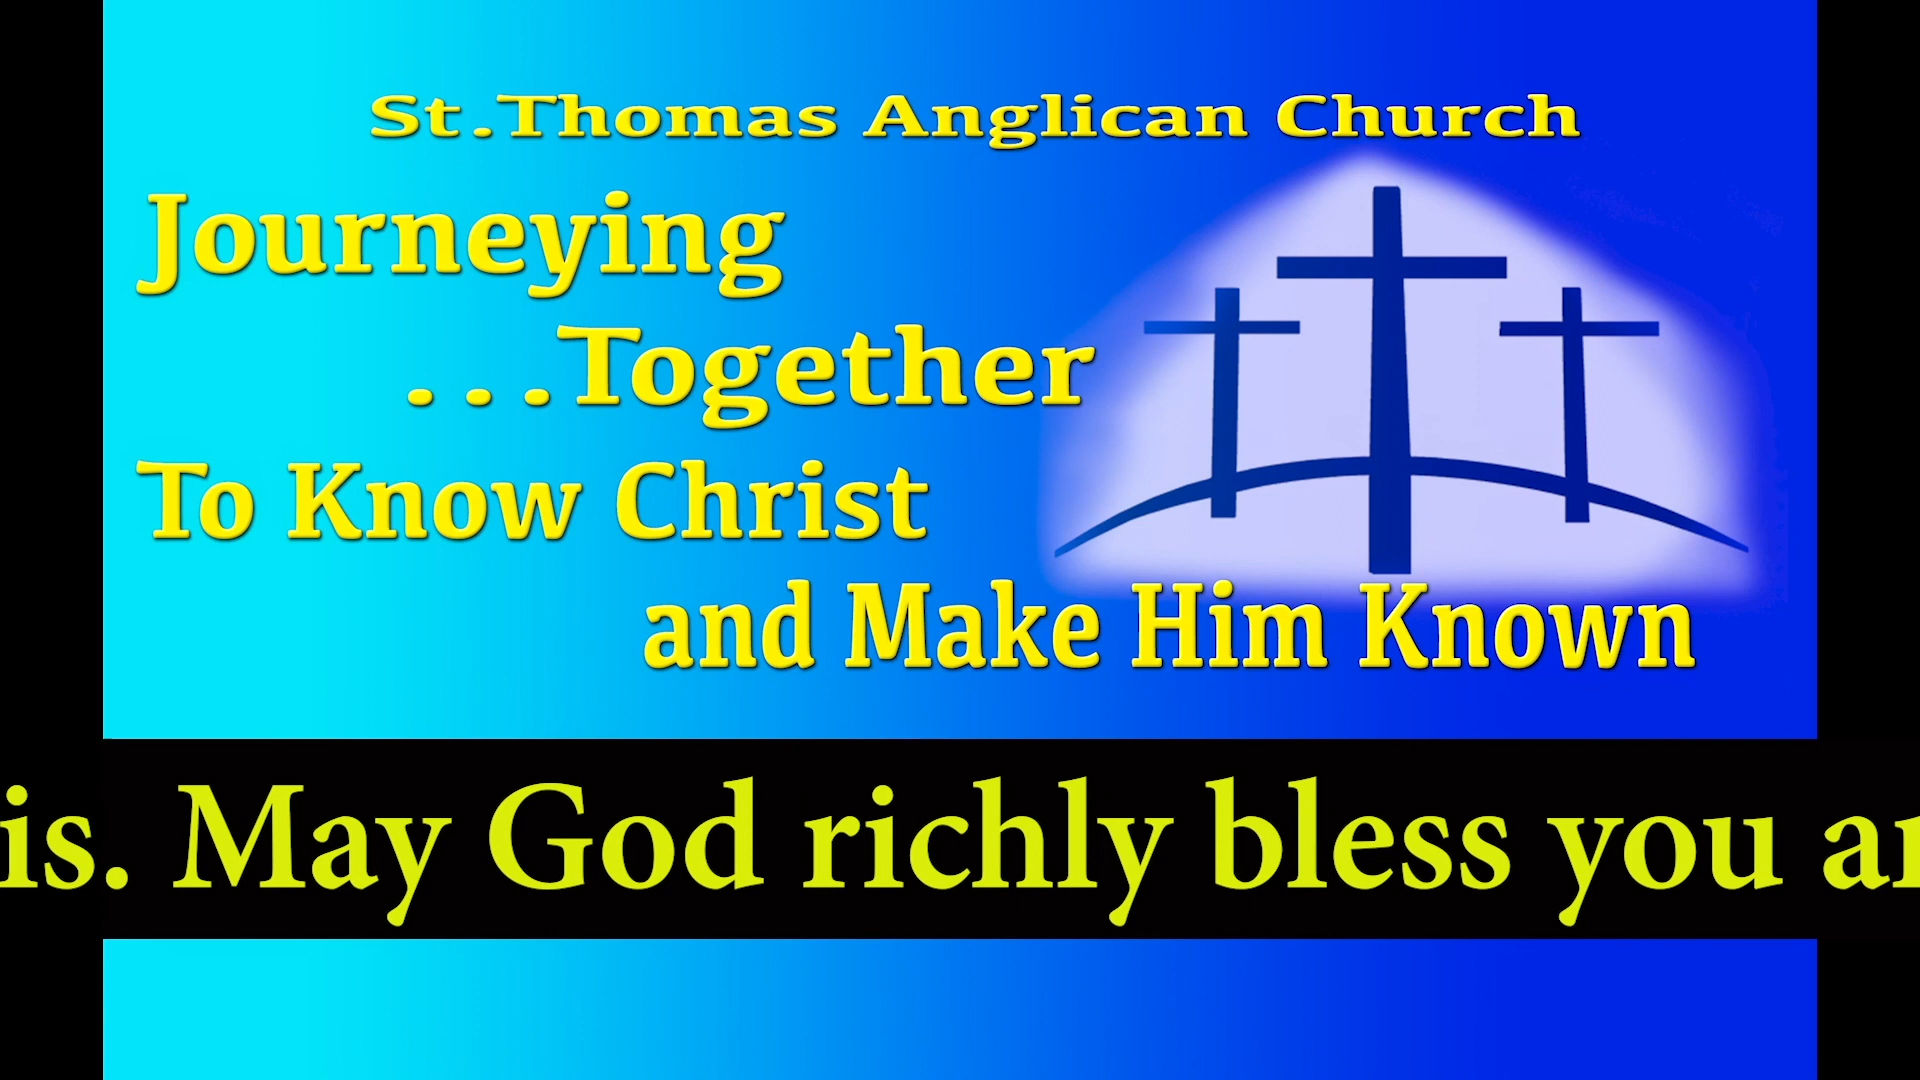 St.Thomas Anglican Church
Journeying
...Together
To Know Christ
and Make Him Known
is. May God richly bless you